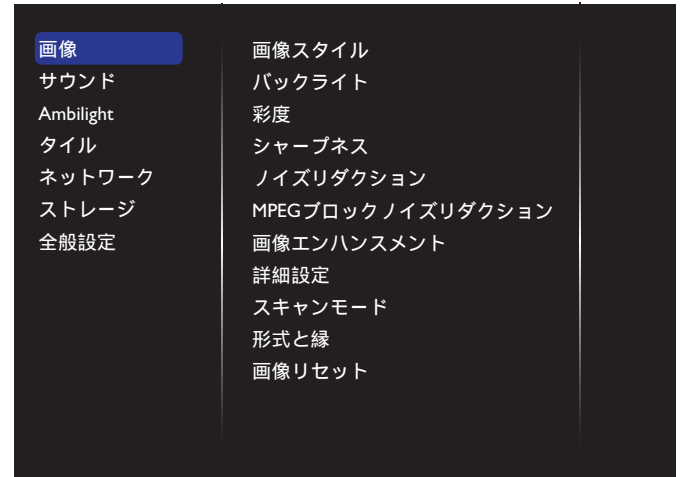 画像
サウンド
Ambilight
タイル
ネットワーク
ストレージ
全般設定
画像スタイル
バックライト
彩度
シャープネス
ノイズリダクション
MPEGブロックノイズリダクション
画像エンハンスメント
詳細設定
スキャンモード
形式と縁
画像リセット